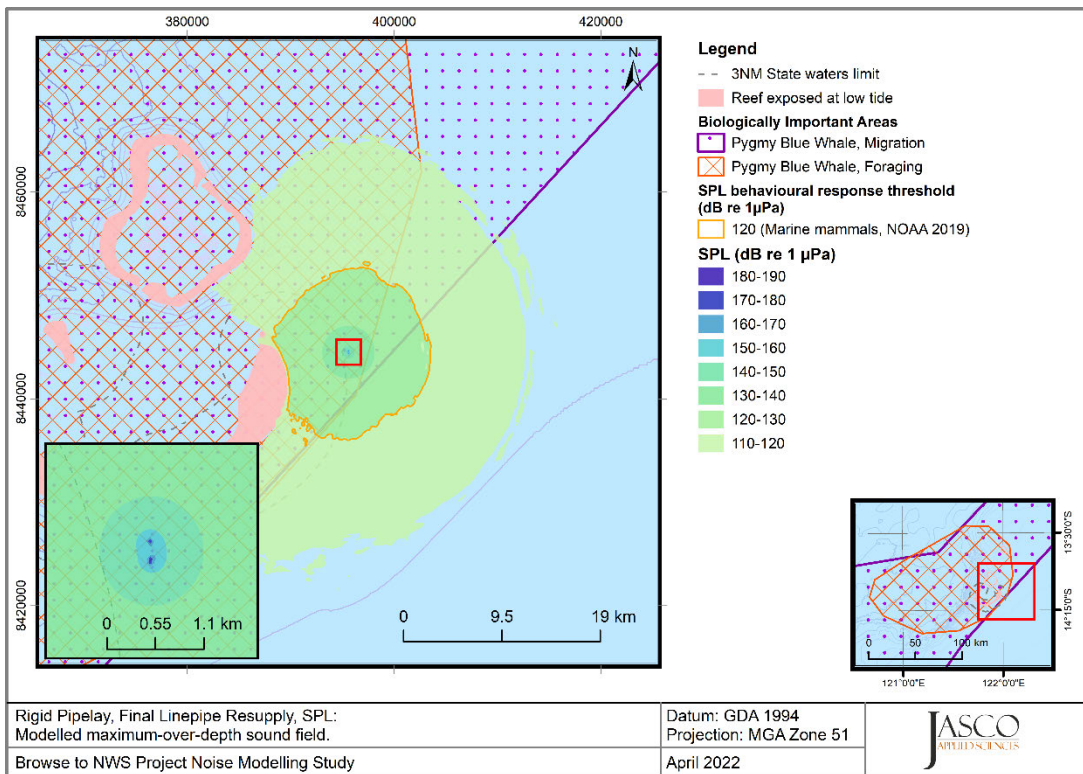 380000
400000
420000
8460000
8440000
8420000
N
0
0.55
1.1 km
0
9.5
19 km
Legend
3NM State waters limit
Reef exposed at low tide
Biologically Important Areas
Pygmy Blue Whale, Migration
Pygmy Blue Whale, Foraging
SPL behavioural response threshold
(dB re 1µPa)
120 (Marine mammals, NOAA 2019)
SPL (dB re 1 µPa)
180-190
170-180
160-170
150-160
140-150
130-140
120-130
110-120
13°30'0"S
14°15'0"S
0
50
100 km
121°0'0"E
122°0'0"E
Rigid Pipelay, Final Linepipe Resupply, SPL:
Modelled maximum-over-depth sound field.
Browse to NWS Project Noise Modelling Study
Datum: GDA 1994
Projection: MGA Zone 51
April 2022
JASCO
APPLIED SCIENCES